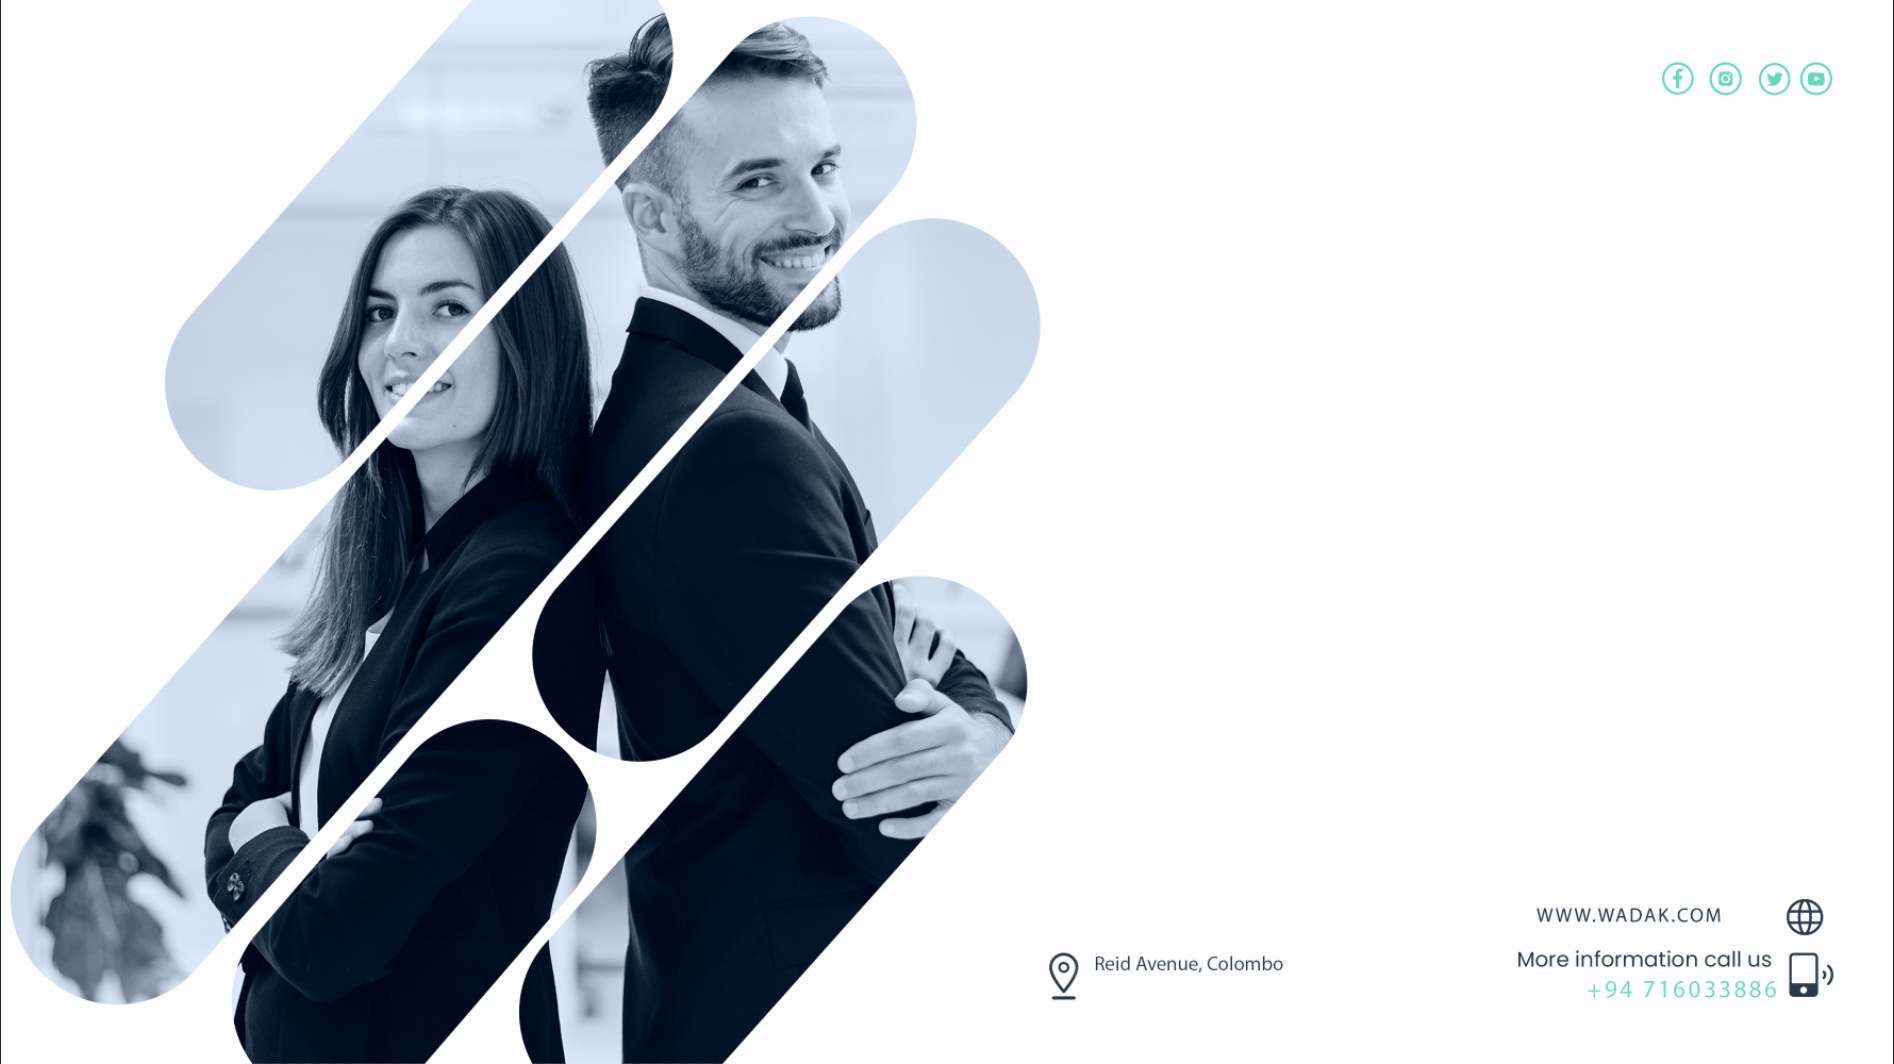 WWW.WADAK.COM
Reid Avenue, Colombo
More information call us
+94 716033886